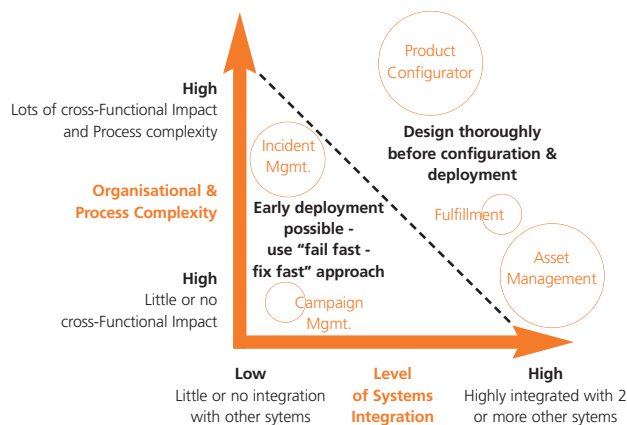 Product
Configurator
High
Lots of cross-Functional Impact
and Process complexity
Design thoroughly
before configuration &
deployment
Incident
Mgmt.
Organisational &
Process Complexity
Early deployment
possible -
use “fail fast -
fix fast” approach
Fulfillment
Asset
Management
High
Little or no
cross-Functional Impact
Campaign
Mgmt.
Low
Little or no integration
with other sytems
Level
of Systems
Integration
High
Highly integrated with 2
or more other sytems